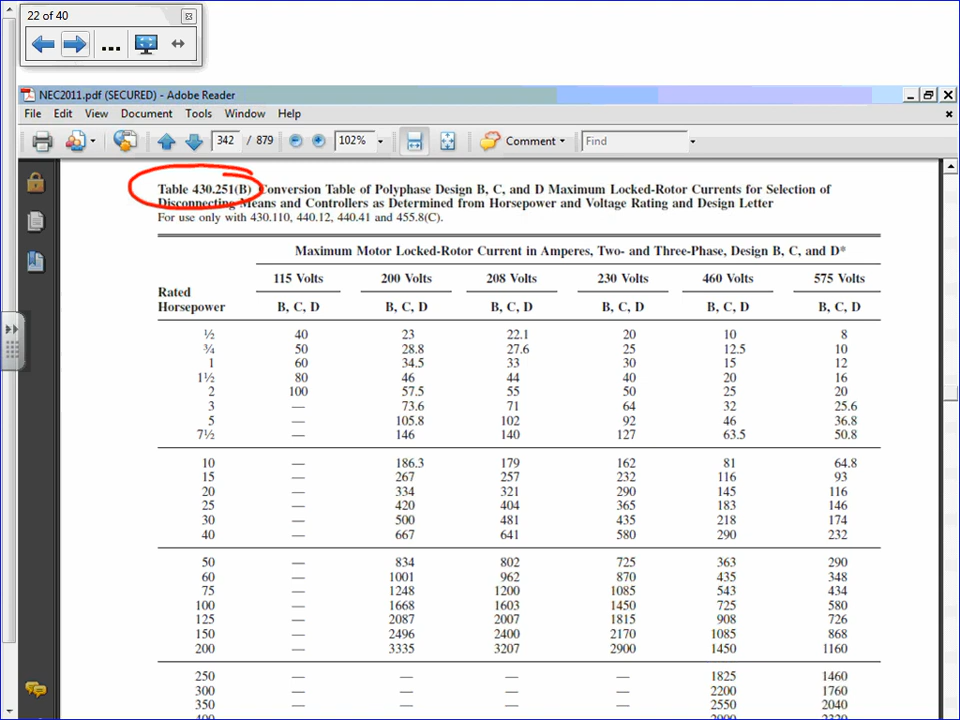 22 of 40
NEC2011.pdf (SECURED) - Adobe Reader
File Edit View Document Tools Window Help
342 / 879 102% Comment Find
Table 430.251(B) Conversion Table of Polyphase Design B, C, and D Maximum Locked-Rotor Currents for Selection of
Disconnecting Means and Controllers as Determined from Horsepower and Voltage Rating and Design Letter
For use only with 430.110, 440.12, 440.41 and 455.8(C).
Maximum Motor Locked-Rotor Current in Amperes, Two- and Three-Phase, Design B, C, and D*
115 Volts 200 Volts 208 Volts 230 Volts 460 Volts 575 Volts
Rated
Horsepower B, C, D B, C, D B, C, D B, C, D B, C, D B, C, D
½ 40 23 22.1 20 10 8
¾ 50 28.8 27.6 25 12.5 10
1 60 34.5 33 30 15 12
1½ 80 46 44 40 20 16
2 100 57.5 55 50 25 20
3 — 73.6 71 64 32 25.6
5 — 105.8 102 92 46 36.8
7½ — 146 140 127 63.5 50.8
10 — 186.3 179 162 81 64.8
15 — 267 257 232 116 93
20 — 334 321 290 145 116
25 — 420 404 365 183 146
30 — 500 481 435 218 174
40 — 667 641 580 290 232
50 — 834 802 725 363 290
60 — 1001 962 870 435 348
75 — 1248 1200 1085 543 434
100 — 1668 1603 1450 725 580
125 — 2087 2007 1815 908 726
150 — 2496 2400 2170 1085 868
200 — 3335 3207 2900 1450 1160
250 — — — — 1825 1460
300 — — — — 2200 1760
350 — — — — 2550 2040